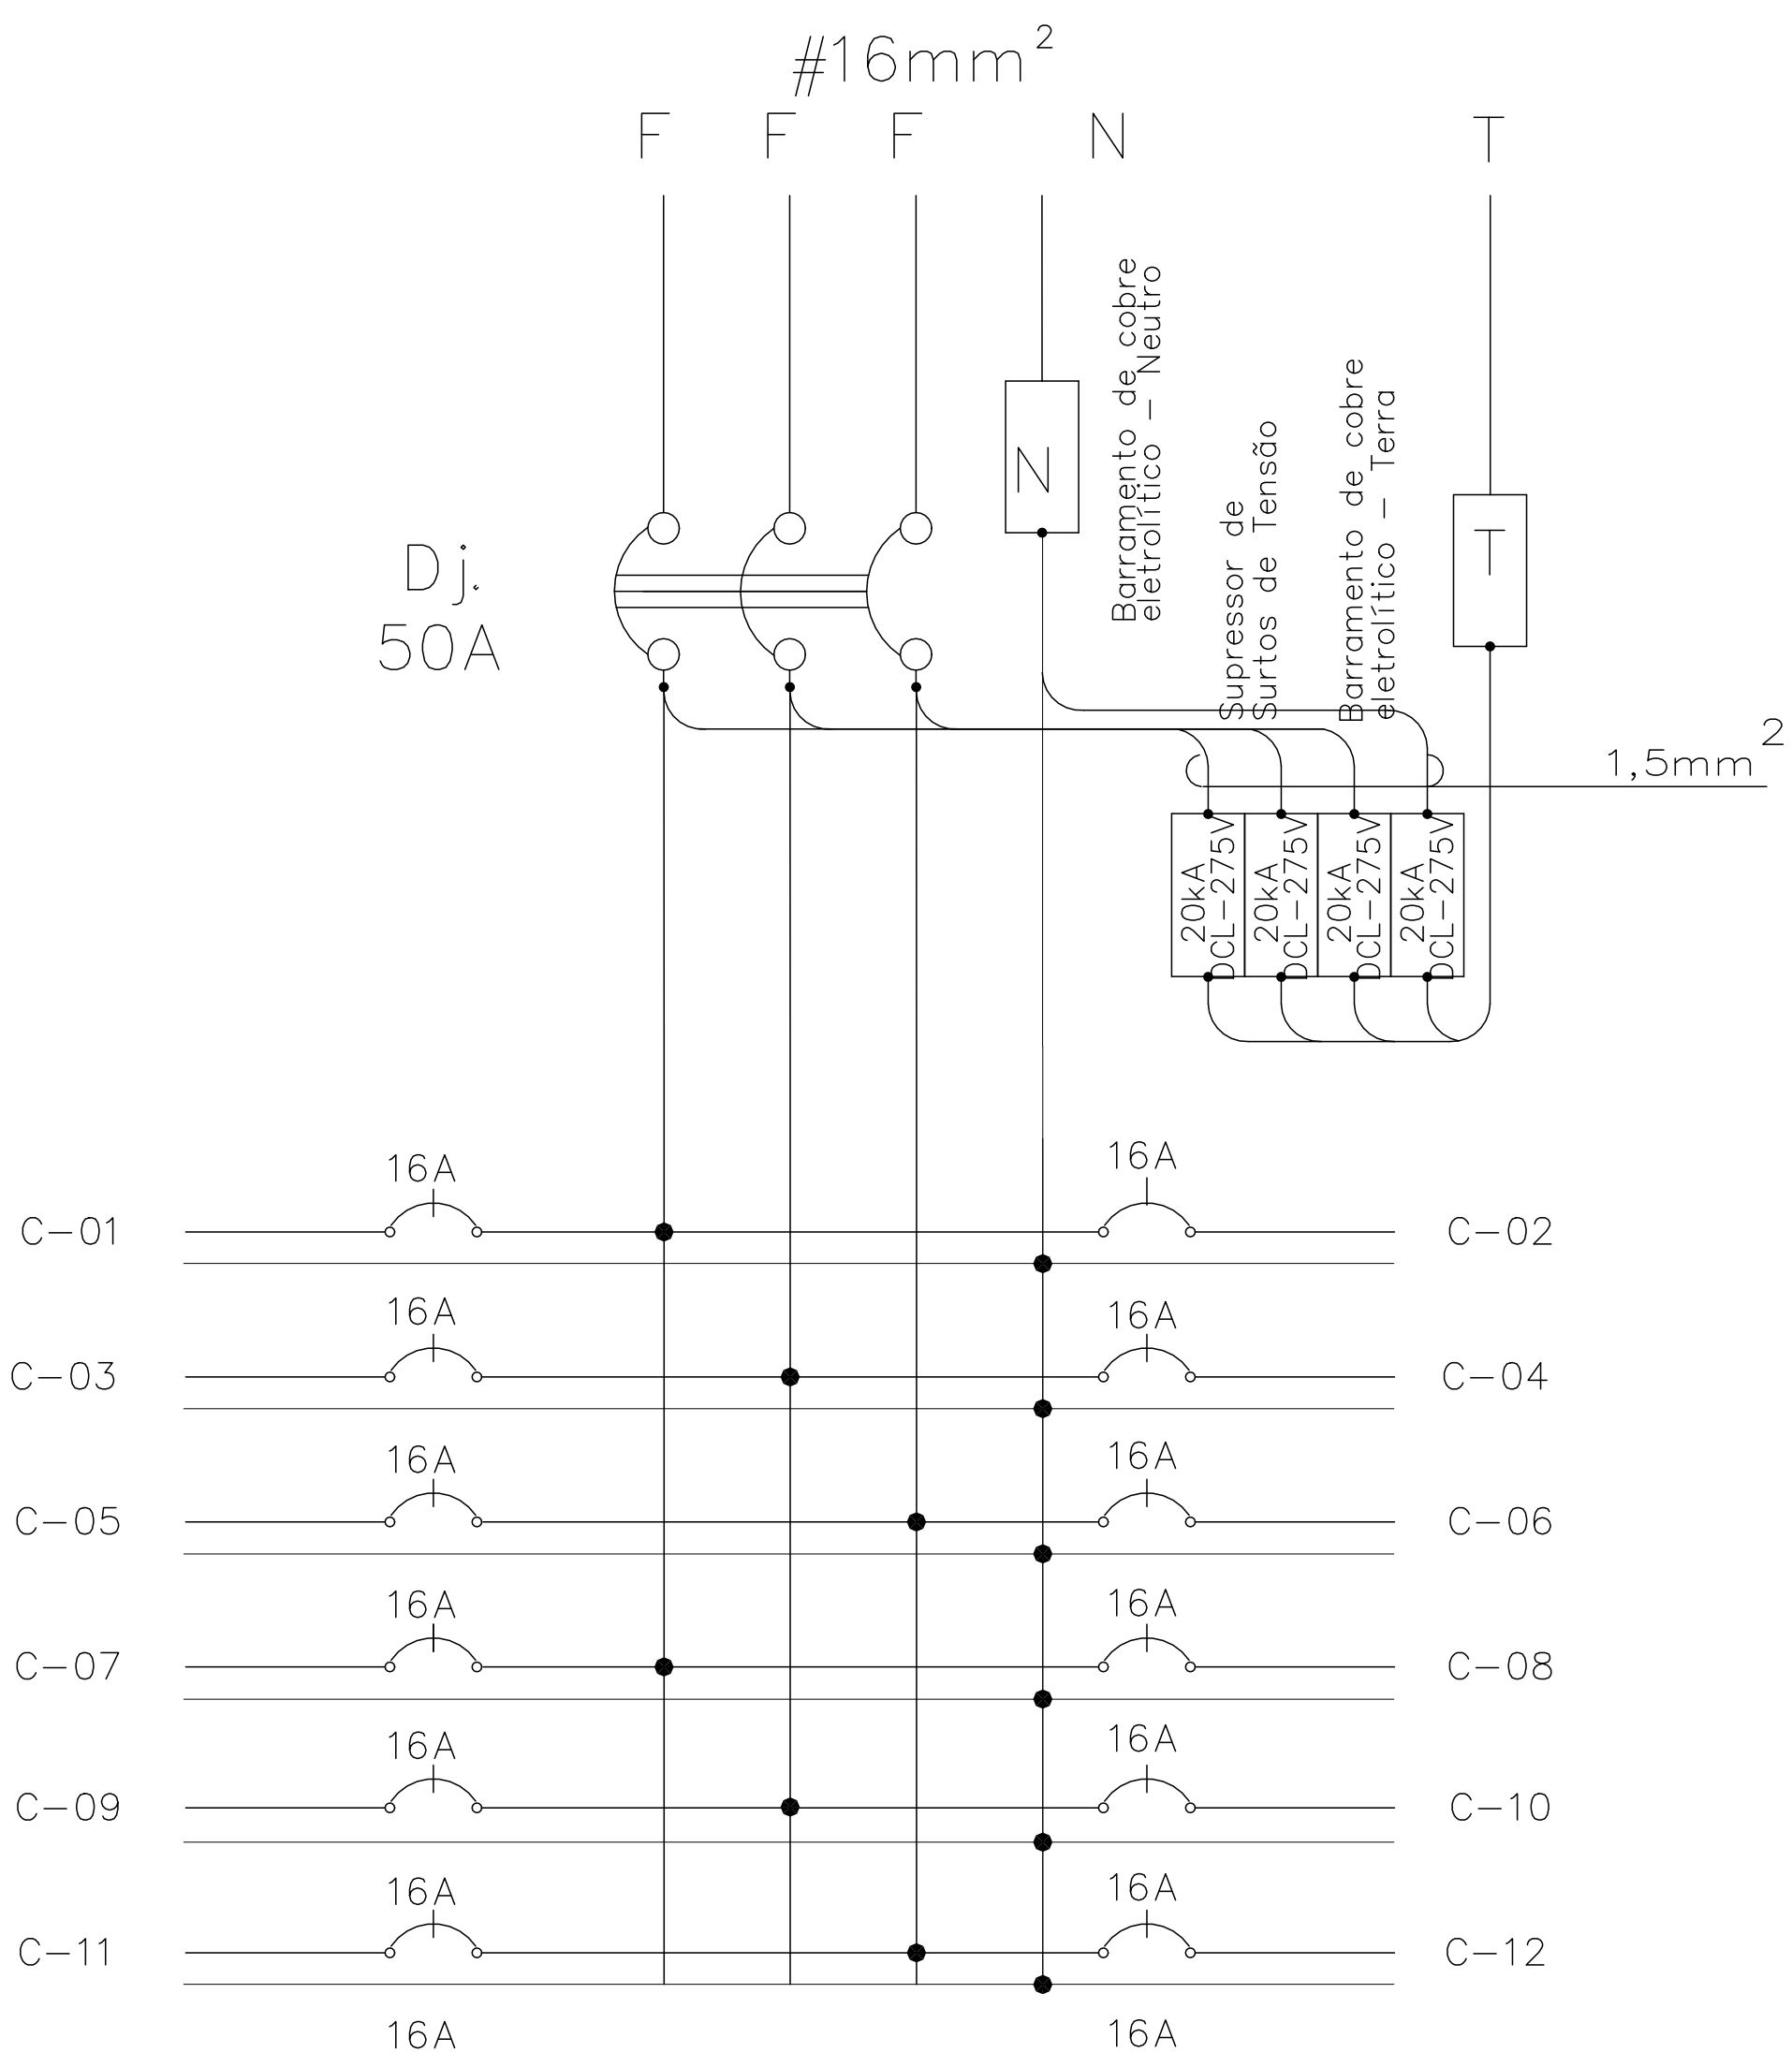 #16mm²
F F F N T
Barramento de cobre
eletrolítico - Neutro
N
Supressor de
Surtos de Tensão
Barramento de cobre
eletrolítico - Terra
T
Dj.
50A
1,5mm²
20kA
DCL-275V
20kA
DCL-275V
20kA
DCL-275V
20kA
DCL-275V
16A 16A
C-01 C-02
16A 16A
C-03 C-04
16A 16A
C-05 C-06
16A 16A
C-07 C-08
16A 16A
C-09 C-10
16A 16A
C-11 C-12
16A 16A